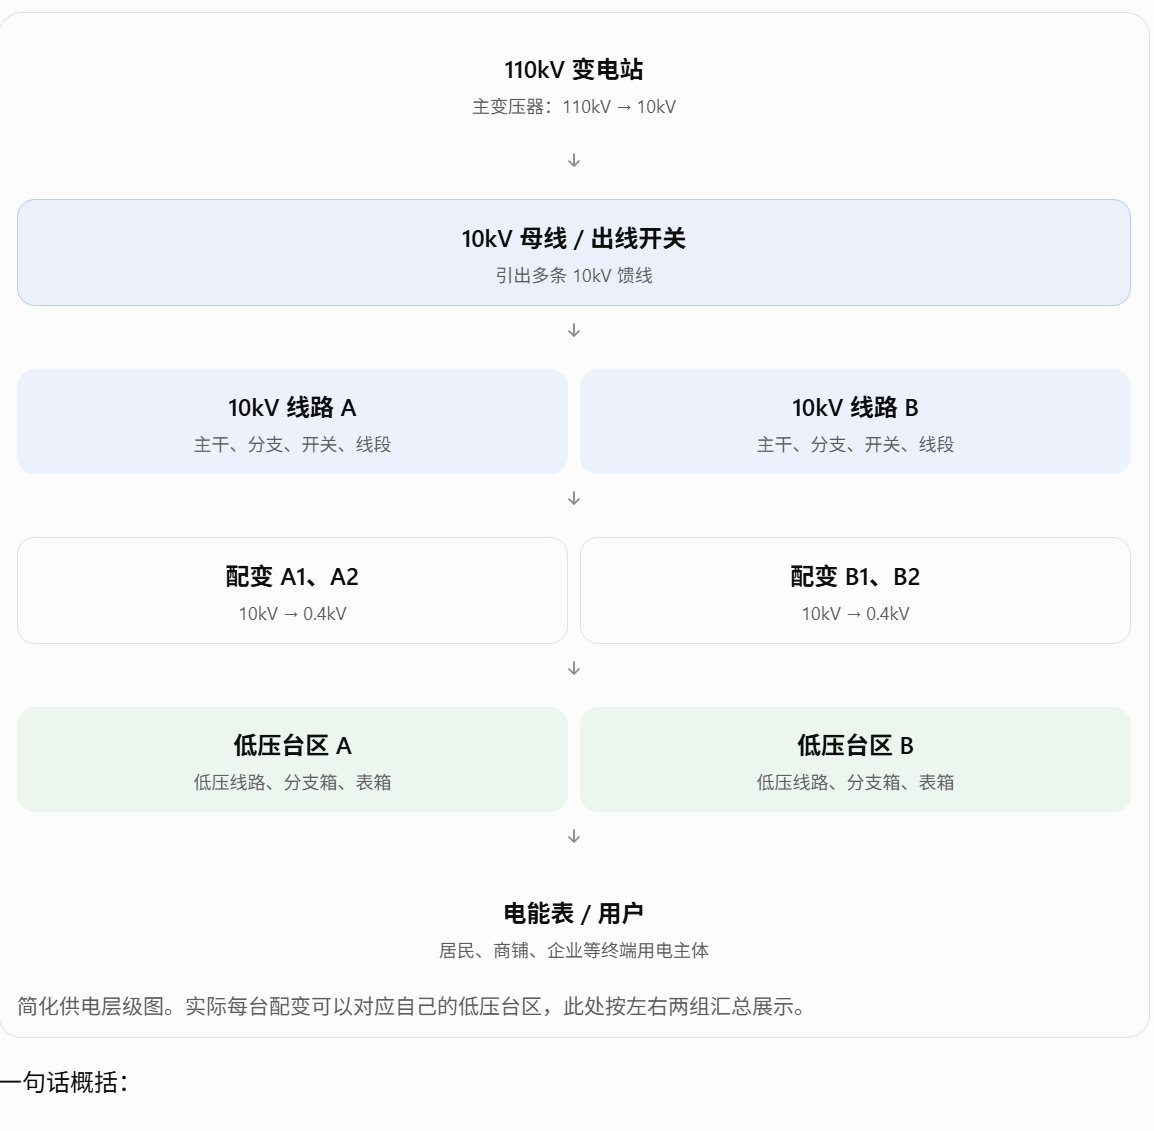 110kV 变电站
主变压器：110kV → 10kV
↓
10kV 母线 / 出线开关
引出多条 10kV 馈线
↓
10kV 线路 A
主干、分支、开关、线段
10kV 线路 B
主干、分支、开关、线段
↓
配变 A1、A2
10kV → 0.4kV
配变 B1、B2
10kV → 0.4kV
↓
低压台区 A
低压线路、分支箱、表箱
低压台区 B
低压线路、分支箱、表箱
↓
电能表 / 用户
居民、商铺、企业等终端用电主体
简化供电层级图。实际每台配变可以对应自己的低压台区，此处按左右两组汇总展示。
一句话概括：